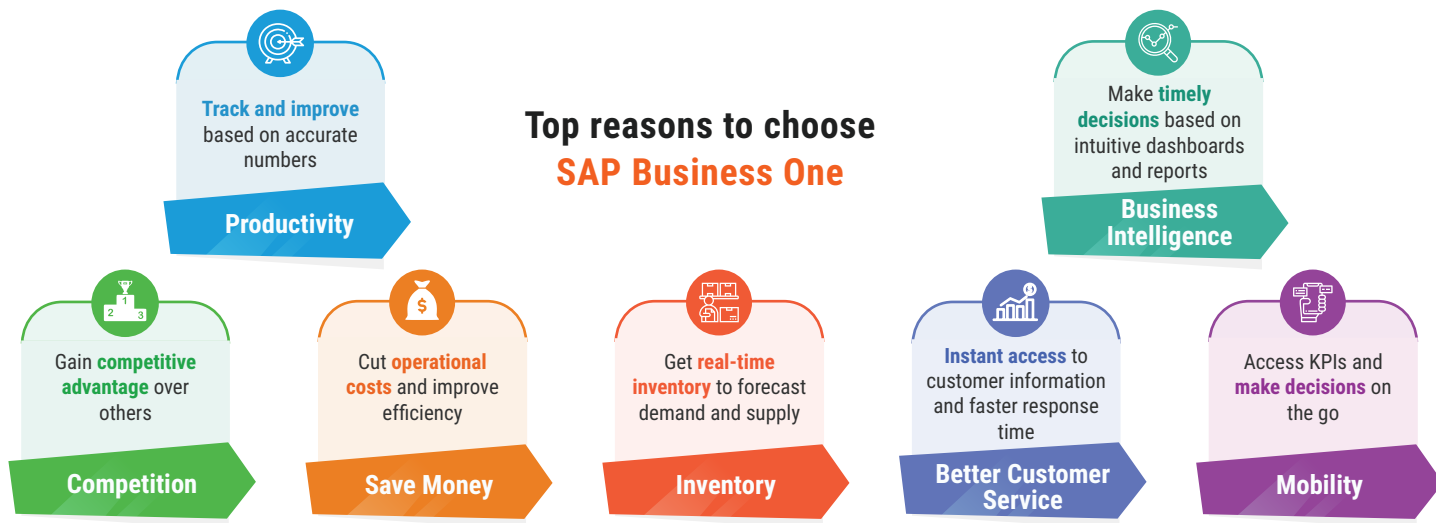 Top reasons to choose
SAP Business One
Track and improve
based on accurate
numbers
Productivity
Make timely
decisions based on
intuitive dashboards
and reports
Business
Intelligence
1
2
3
Gain competitive
advantage over
others
Competition
$
Cut operational
costs and improve
efficiency
Save Money
Get real-time
inventory to forecast
demand and supply
Inventory
$
Instant access to
customer information
and faster response
time
Better Customer
Service
Access KPIs and
make decisions on
the go
Mobility